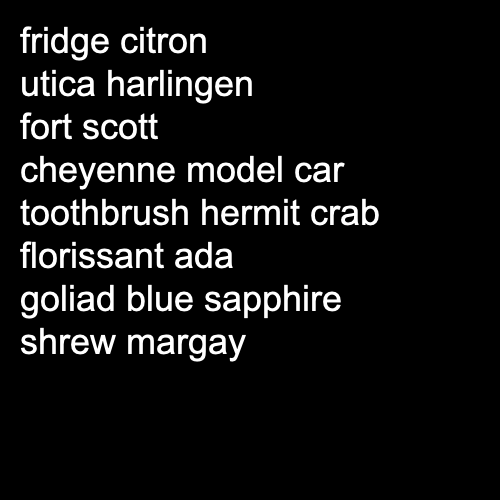 fridge citron
utica harlingen
fort scott
cheyenne model car
toothbrush hermit crab
florissant ada
goliad blue sapphire
shrew margay